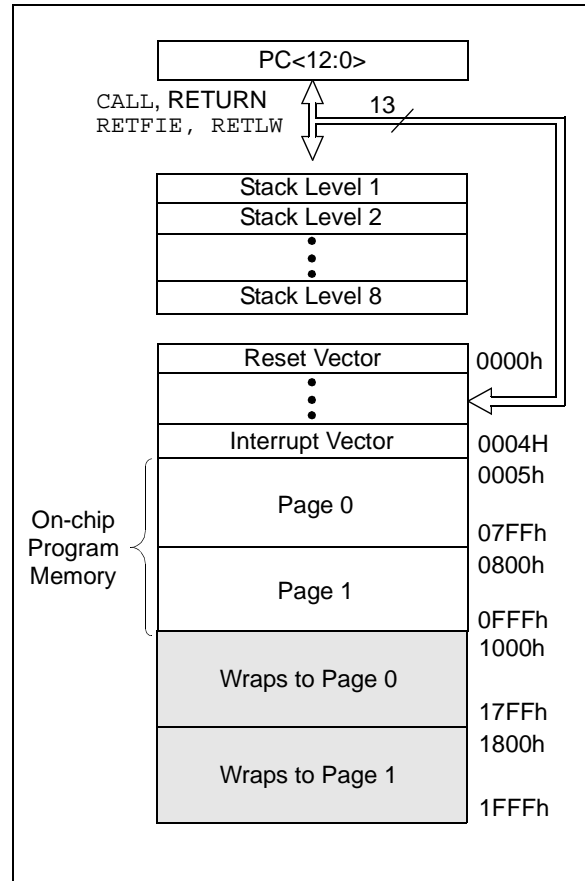 PC<12:0>
CALL, RETURN
RETFIE, RETLW
13
Stack Level 1
Stack Level 2
Stack Level 8
Reset Vector
0000h
Interrupt Vector
0004H
0005h
On-chip
Program
Memory
Page 0
07FFh
0800h
Page 1
0FFFh
1000h
Wraps to Page 0
17FFh
1800h
Wraps to Page 1
1FFFh